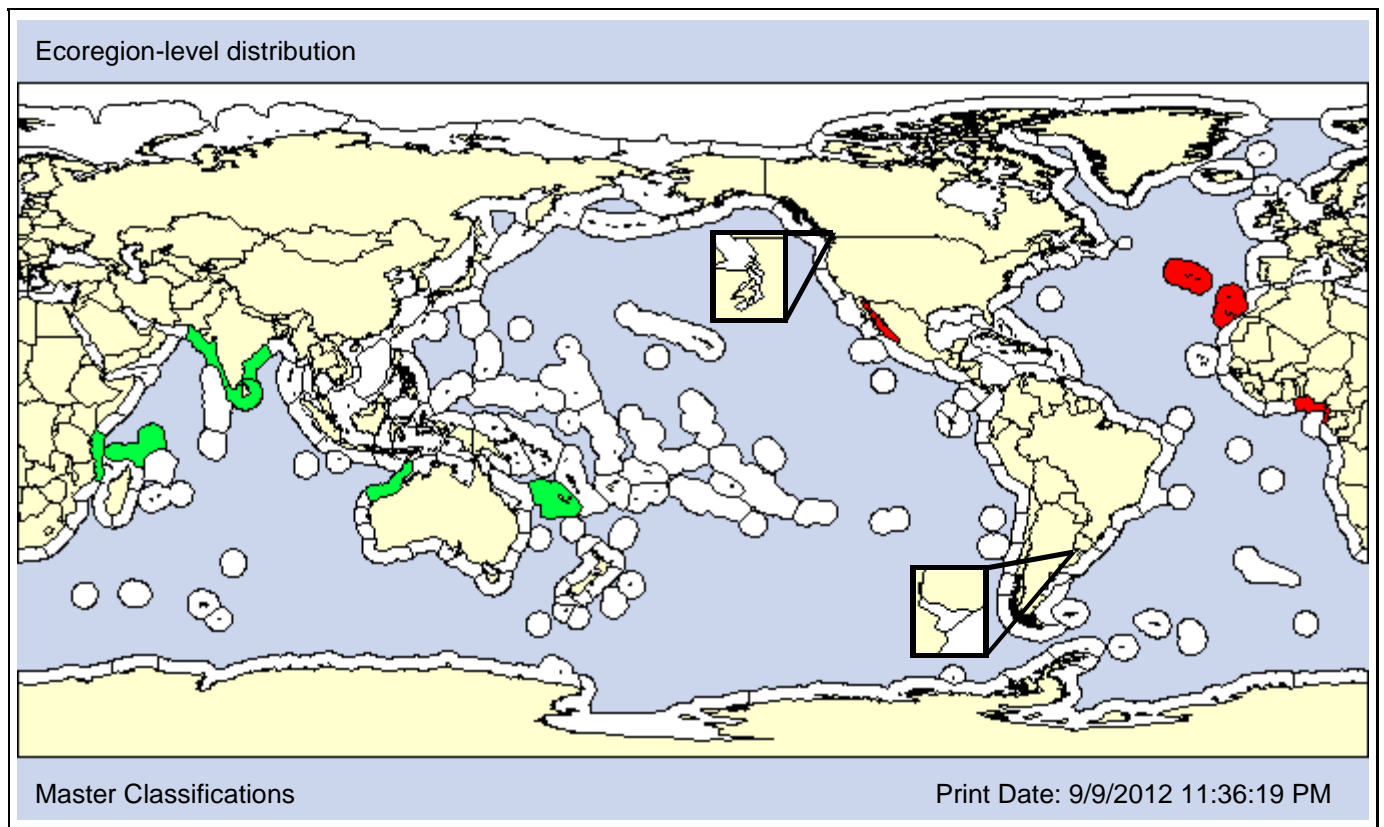 Ecoregion-level distribution
Master Classifications
Print Date: 9/9/2012 11:36:19 PM